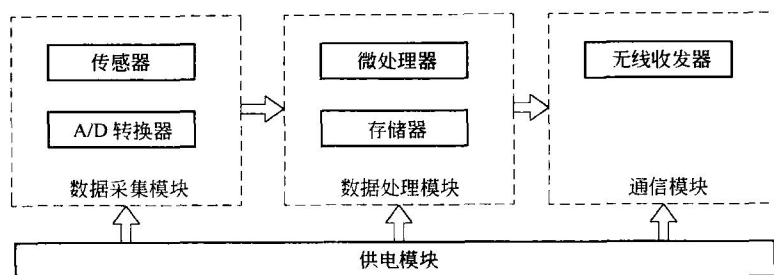 传感器
A/D 转换器
数据采集模块
微处理器
存储器
数据处理模块
无线收发器
通信模块
供电模块